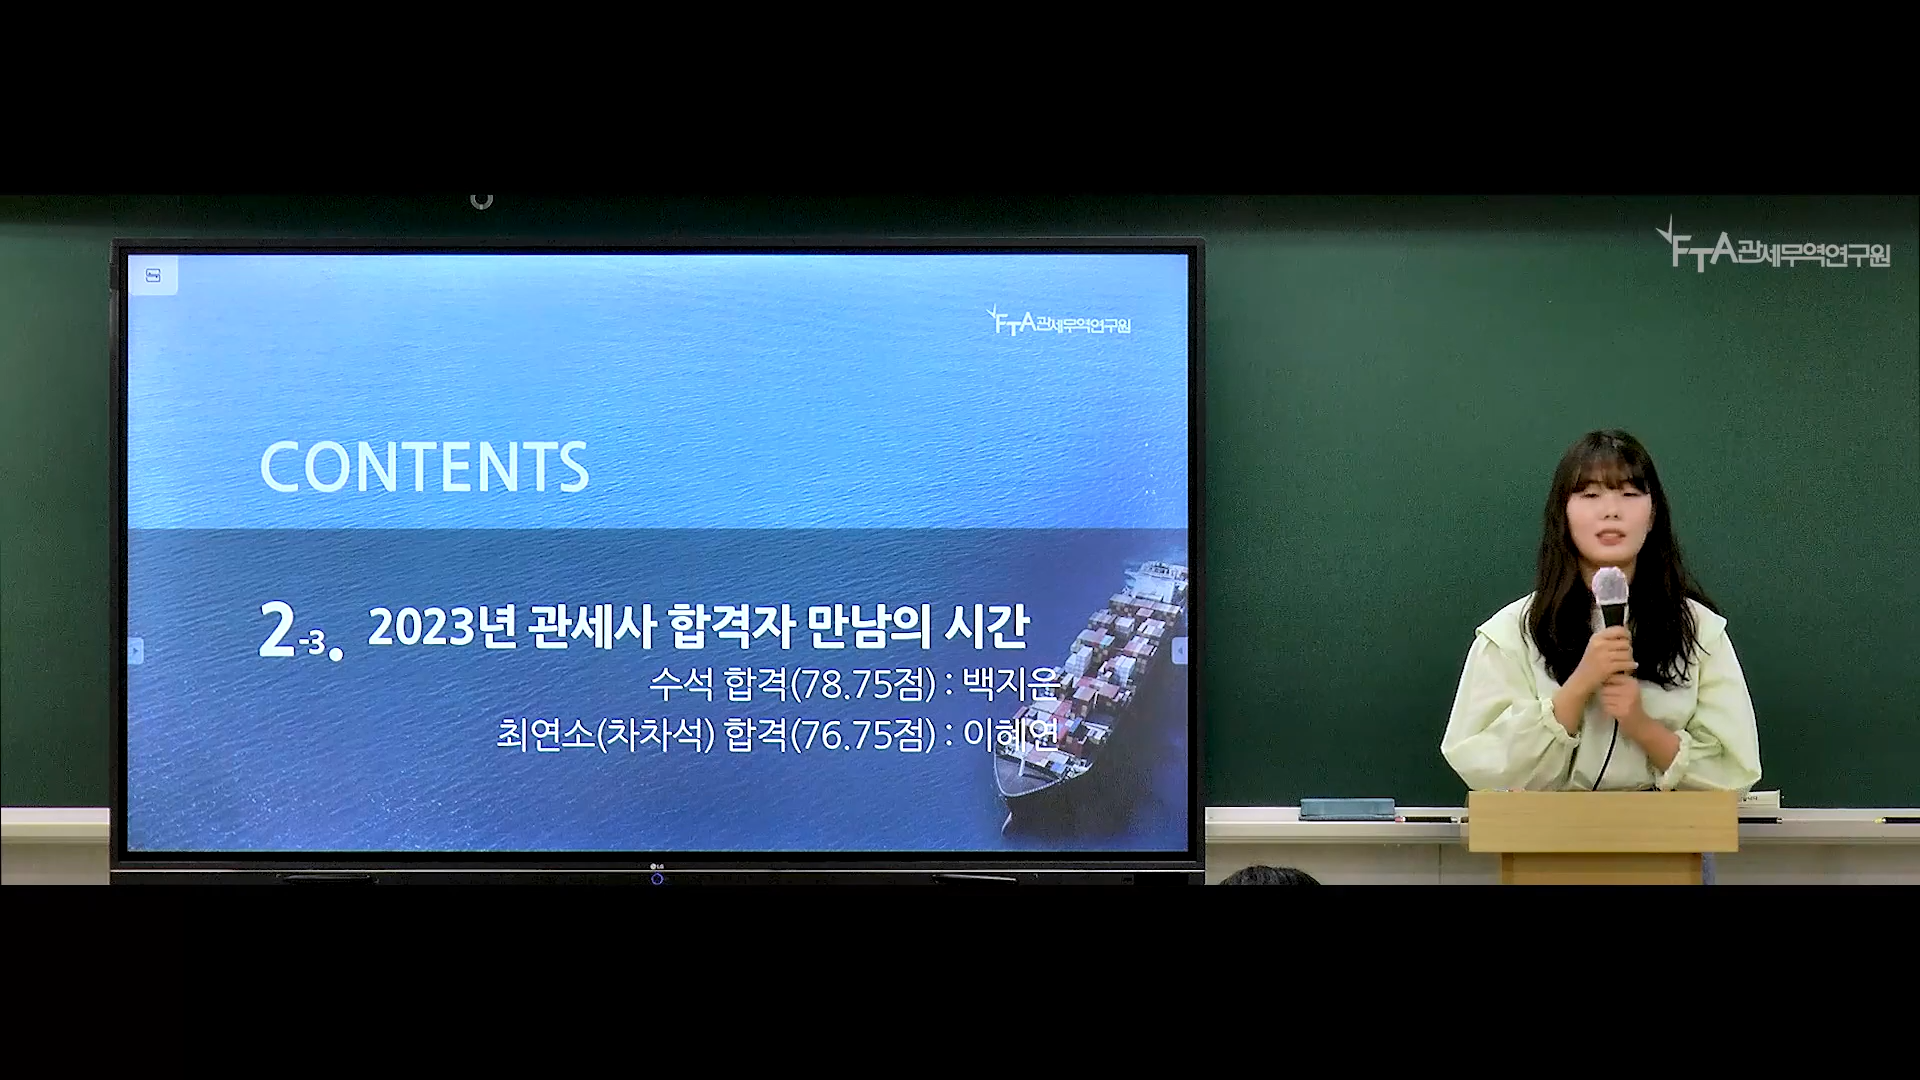 FTA관세무역연구원
FTA관세무역연구원
CONTENTS
2-3. 2023년 관세사 합격자 만남의 시간
수석 합격(78.75점) : 백지은
최연소(차차석) 합격(76.75점) : 이혜연
LG